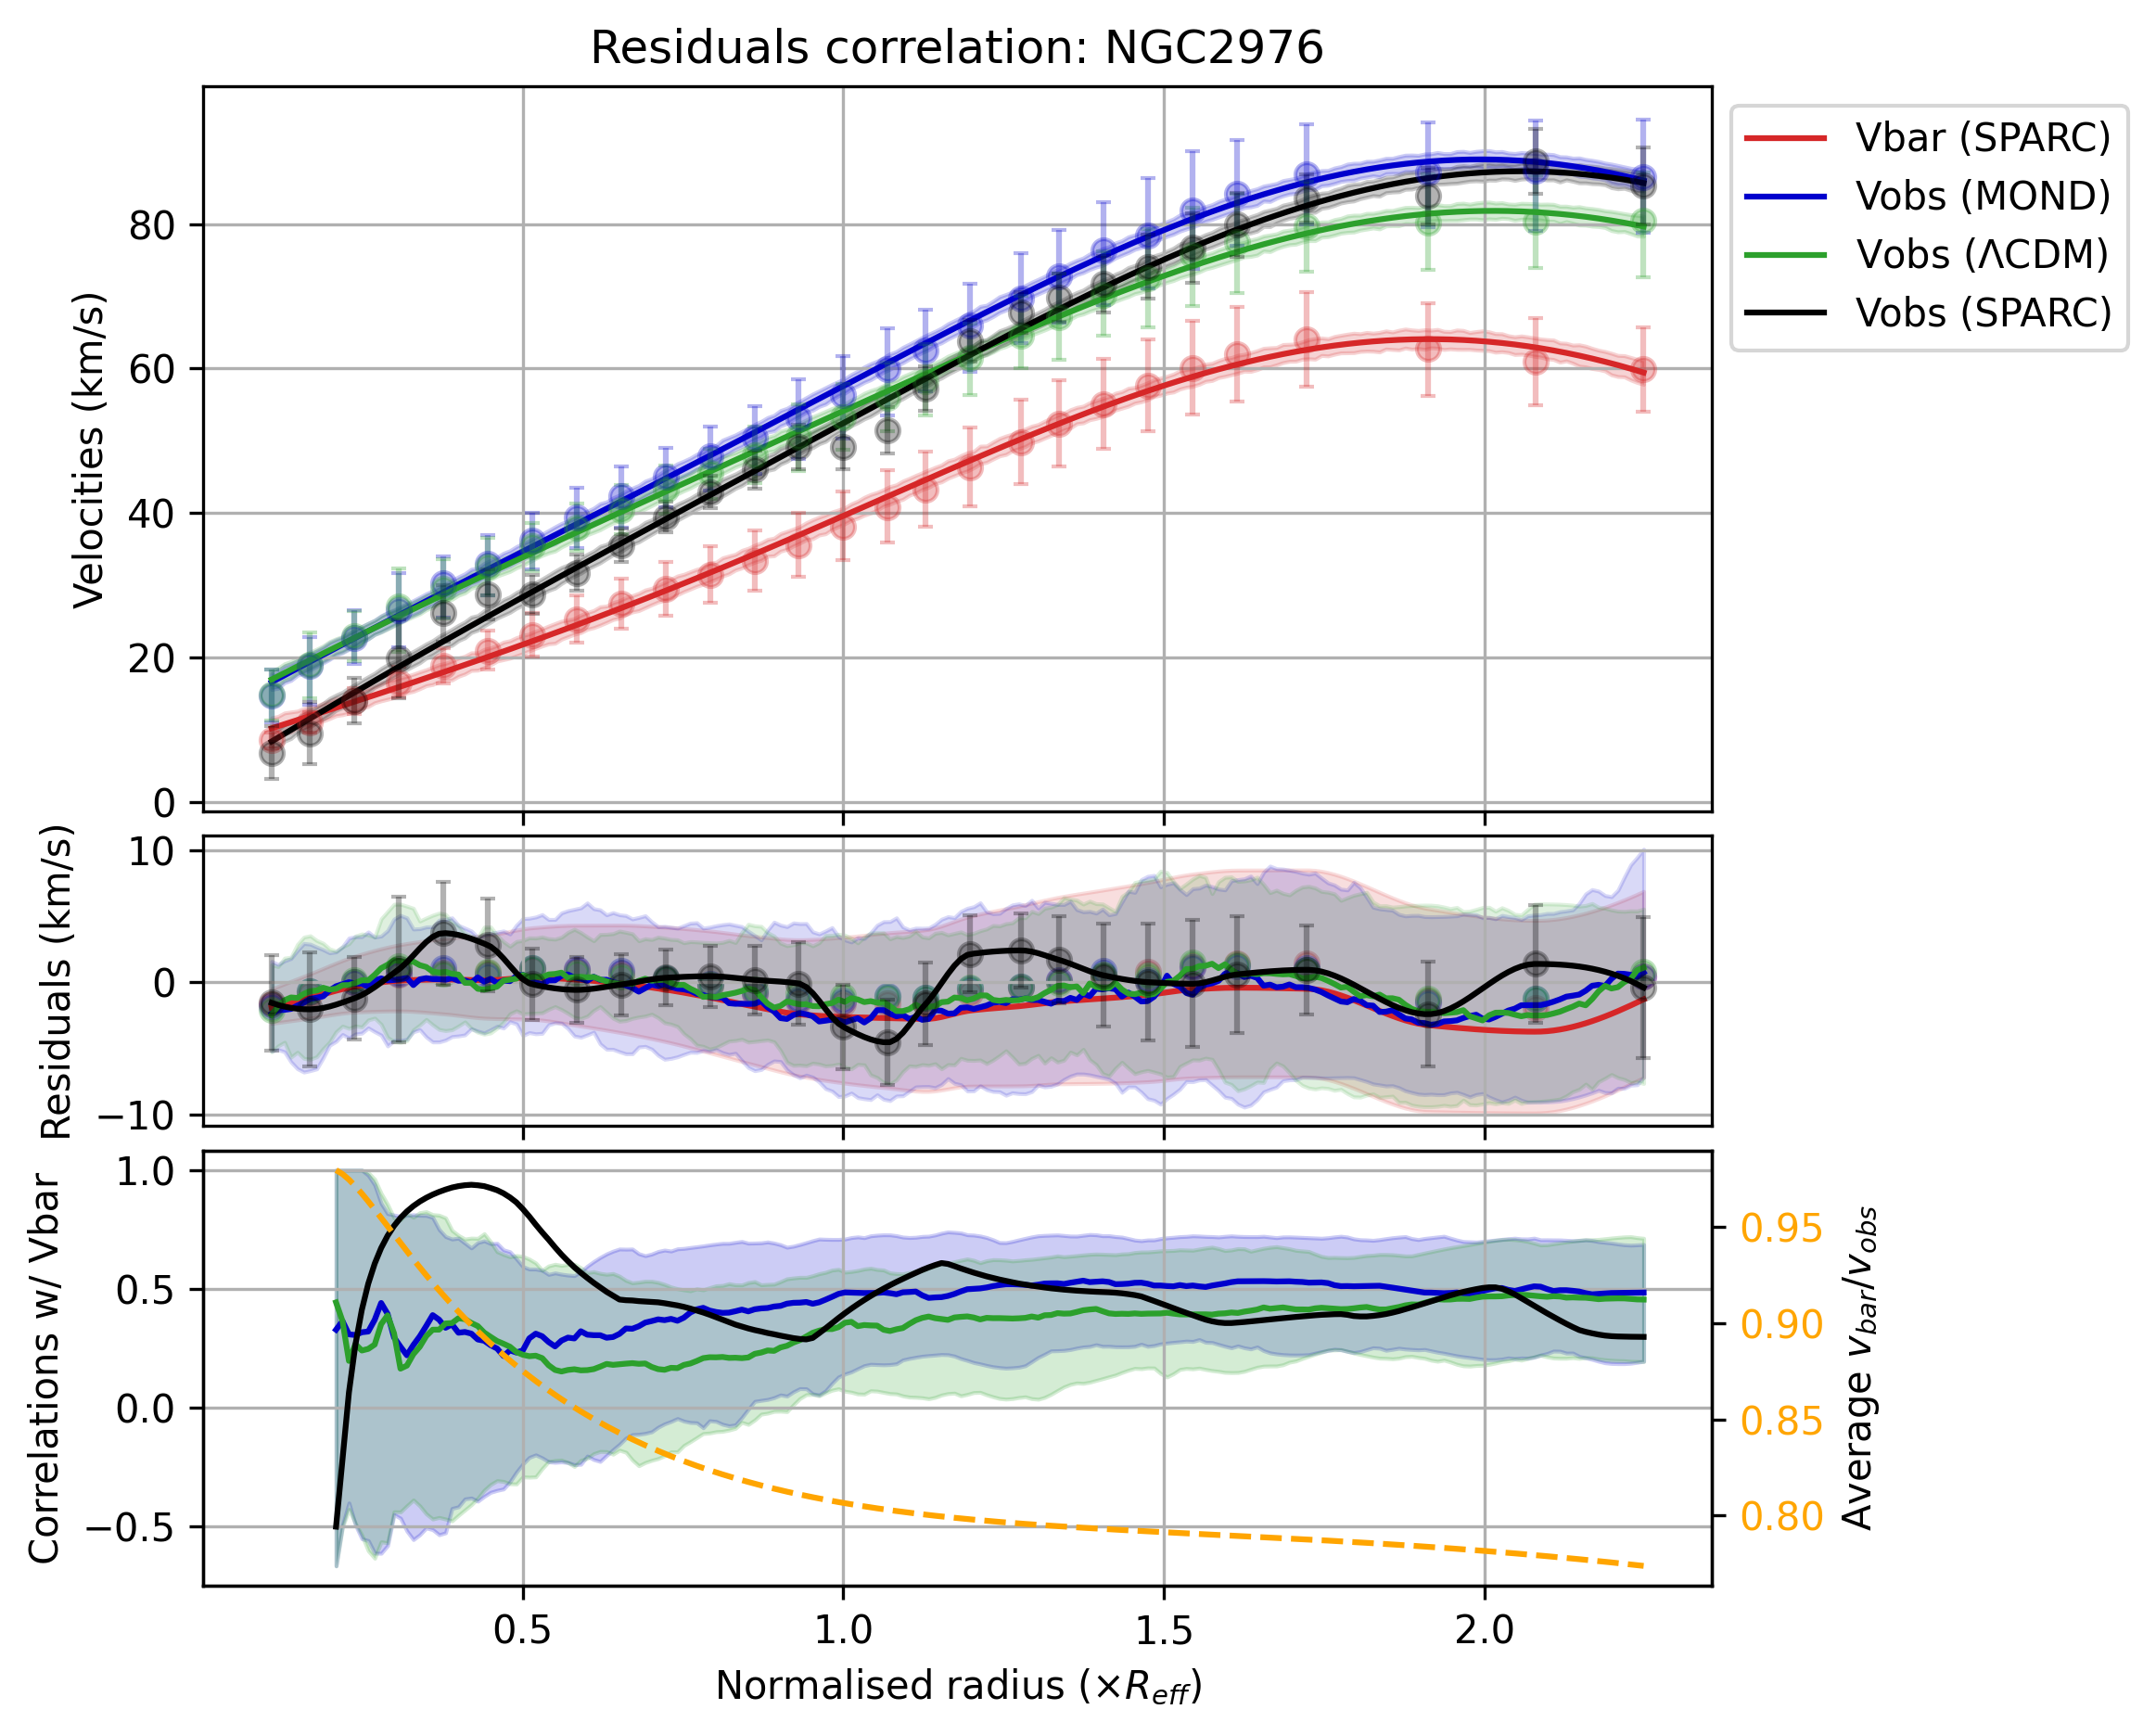 Residuals correlation: NGC2976
Velocities (km/s)
80
60
40
20
0
Vbar (SPARC)
Vobs (MOND)
Vobs (ΛCDM)
Vobs (SPARC)
Residuals (km/s)
10
0
−10
Correlations w/ Vbar
1.0
0.5
0.0
−0.5
0.95
0.90
0.85
0.80
Average v_bar/v_obs
0.5 1.0 1.5 2.0
Normalised radius (×R_eff)